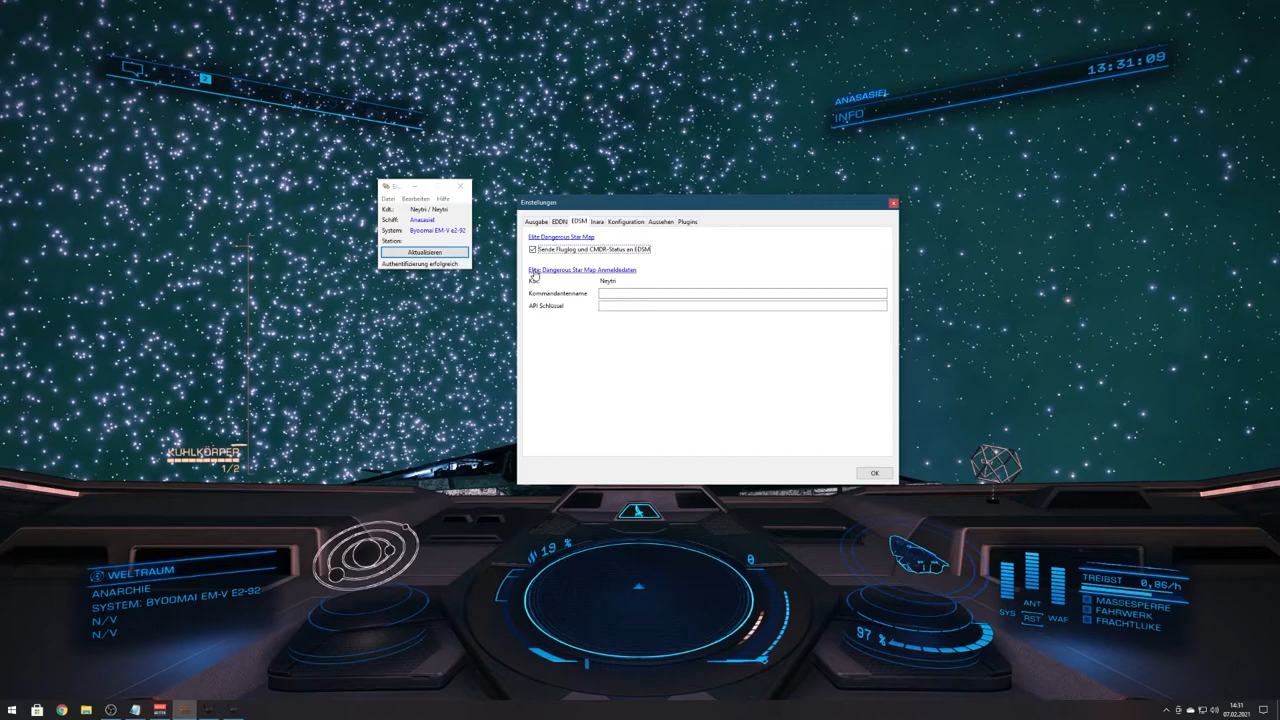 2
13:31:09
ANASASIEL
INFO
Datei Bearbeiten Hilfe
Kdt.: Neytri / Neytri
Schiff: Anasasiel
System: Byoomai EM-V e2-92
Station:
Aktualisieren
Authentifizierung erfolgreich
Einstellungen
Ausgabe EDDN EDSM Inara Konfiguration Aussehen Plugins
Elite Dangerous Star Map
Sende Fluglog und CMDR-Status an EDSM
Elite Dangerous Star Map Anmeldedaten
Neytri
Kommandantenname
API Schlüssel
OK
KÜHLKÖRPER
1/2
19 %
0
WELTRAUM
ANARCHIE
SYSTEM: BYOOMAI EM-V E2-92
N/V
N/V
97 %
SYS ANT WAF
RST
TREIBST 0,86/h
MASSESPERRE
FAHRWERK
FRACHTLUKE
14:31
07.02.2021